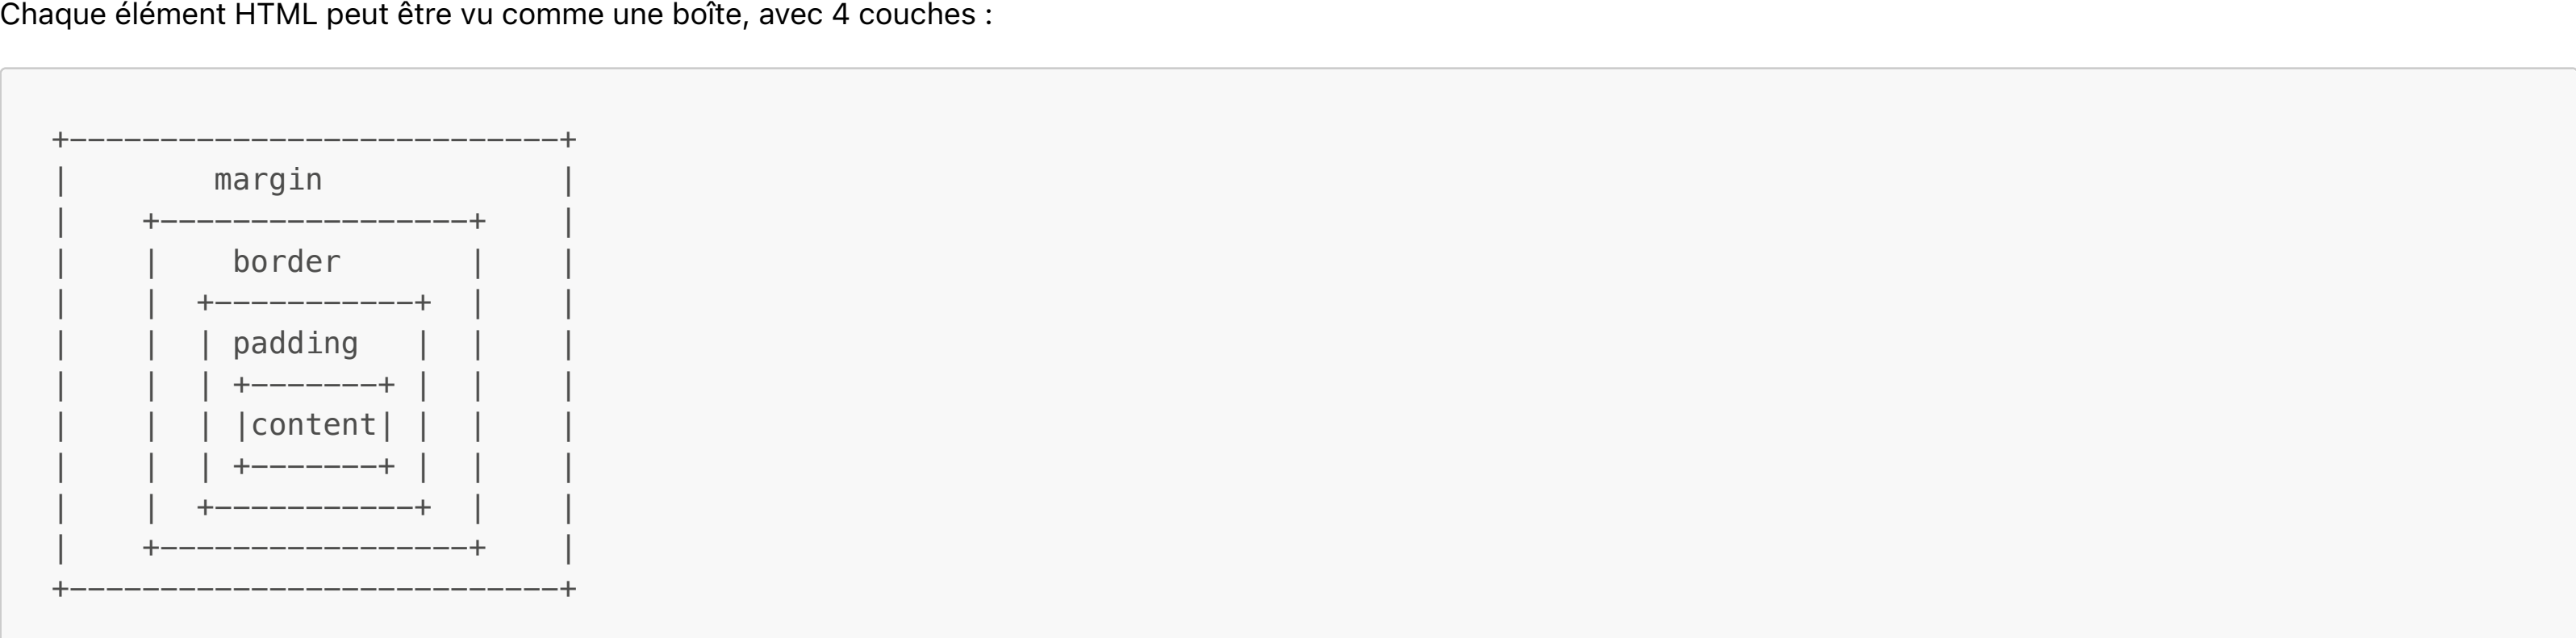 Chaque élément HTML peut être vu comme une boîte, avec 4 couches :
+---------------------------+
|        margin             |
|    +-----------------+    |
|    |    border       |    |
|    |  +-----------+  |    |
|    |  | padding   |  |    |
|    |  | +-------+ |  |    |
|    |  | |content| |  |    |
|    |  | +-------+ |  |    |
|    |  +-----------+  |    |
|    +-----------------+    |
+---------------------------+